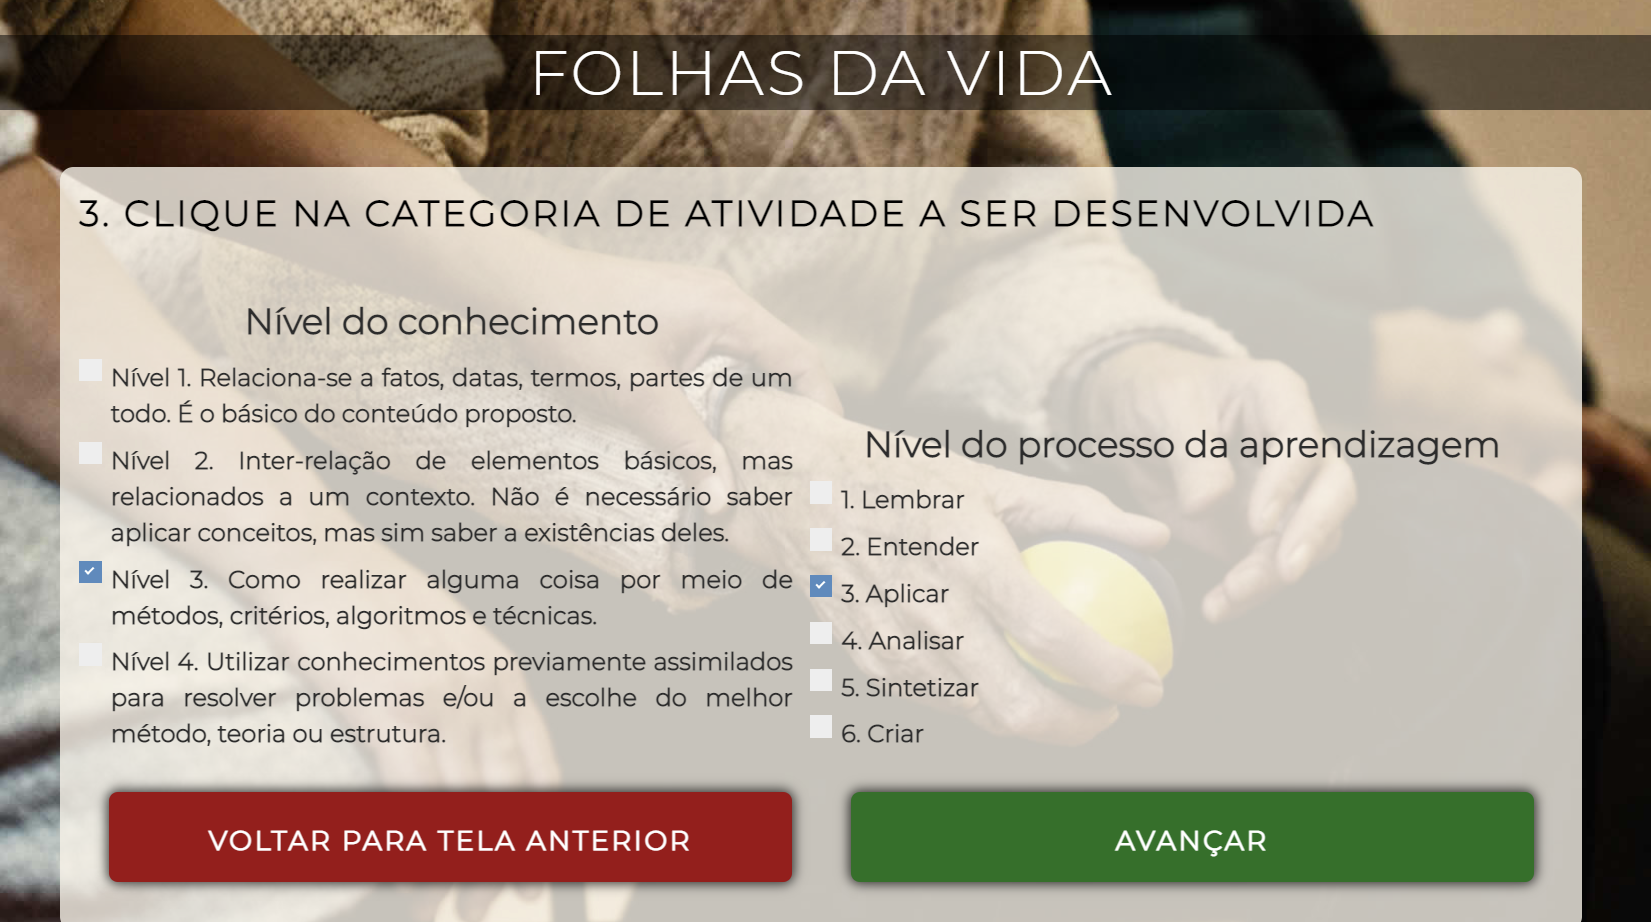 FOLHAS DA VIDA
3. CLIQUE NA CATEGORIA DE ATIVIDADE A SER DESENVOLVIDA
Nível do conhecimento
Nível 1. Relaciona-se a fatos, datas, termos, partes de um
todo. É o básico do conteúdo proposto.
Nível 2. Inter-relação de elementos básicos, mas
relacionados a um contexto. Não é necessário saber
aplicar conceitos, mas sim saber a existências deles.
Nível 3. Como realizar alguma coisa por meio de
métodos, critérios, algoritmos e técnicas.
Nível 4. Utilizar conhecimentos previamente assimilados
para resolver problemas e/ou a escolhe do melhor
método, teoria ou estrutura.
Nível do processo da aprendizagem
1. Lembrar
2. Entender
3. Aplicar
4. Analisar
5. Sintetizar
6. Criar
VOLTAR PARA TELA ANTERIOR
AVANÇAR